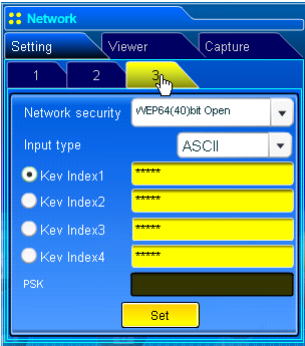 Network
Setting Viewer Capture
1 2 3
Network security WEP64(40)bit Open
Input type ASCII
Key Index1 *****
Key Index2 *****
Key Index3 *****
Key Index4 *****
PSK
Set